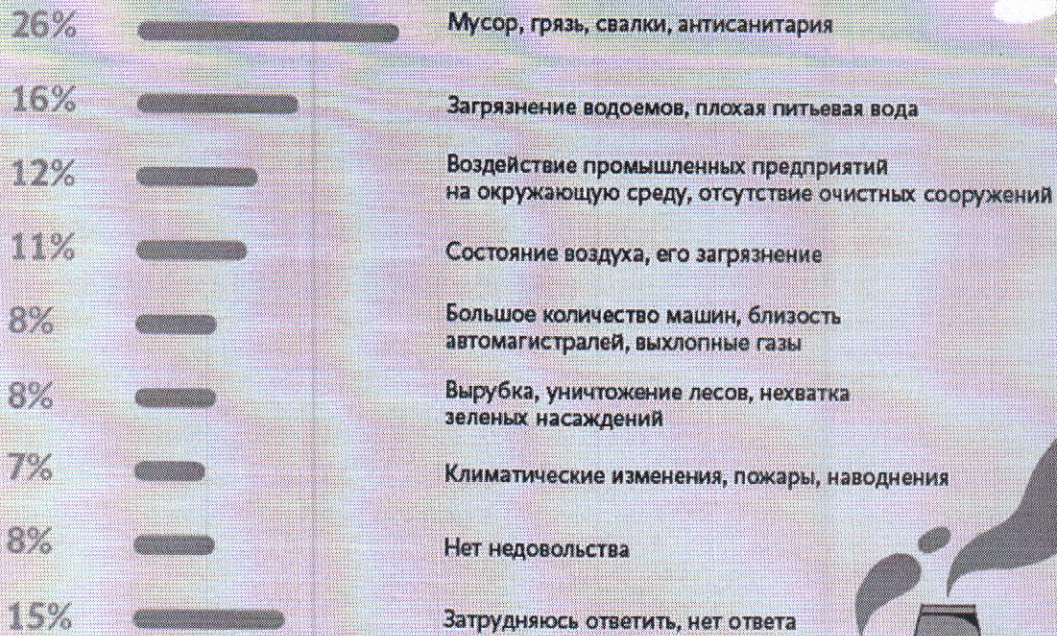 26% Мусор, грязь, свалки, антисанитария
16% Загрязнение водоемов, плохая питьевая вода
12% Воздействие промышленных предприятий
на окружающую среду, отсутствие очистных сооружений
11% Состояние воздуха, его загрязнение
8% Большое количество машин, близость
автомагистралей, выхлопные газы
8% Вырубка, уничтожение лесов, нехватка
зеленых насаждений
7% Климатические изменения, пожары, наводнения
8% Нет недовольства
15% Затрудняюсь ответить, нет ответа